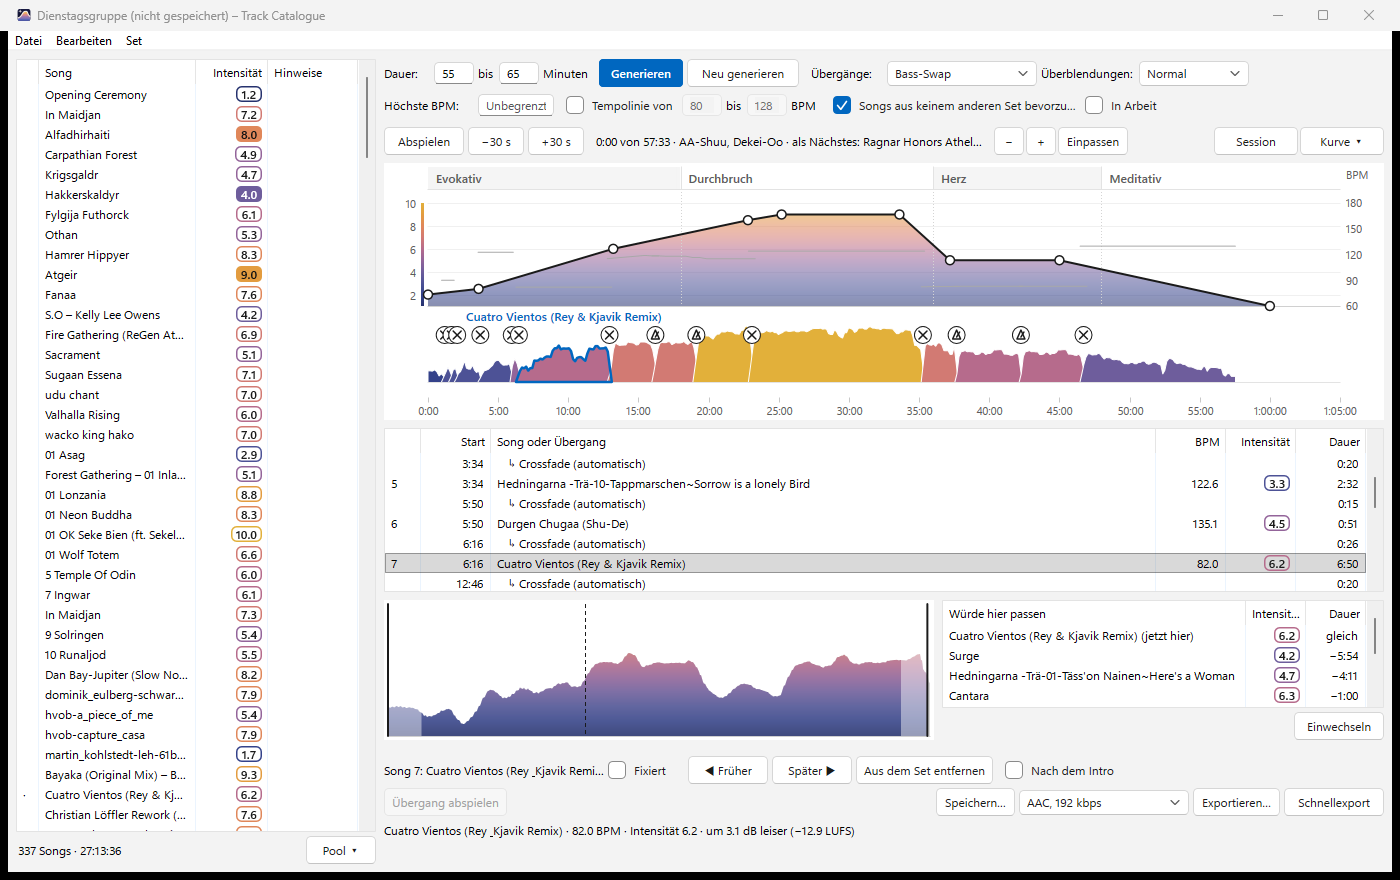 Dienstagsgruppe (nicht gespeichert) – Track Catalogue
Datei Bearbeiten Set
Song Intensität Hinweise
Opening Ceremony 1.2
In Maidjan 7.2
Alfadhirhaiti 8.0
Carpathian Forest 4.9
Krigsgaldr 4.7
Hakkerskaldyr 4.0
Fylgija Futhorck 6.1
Othan 5.3
Hamrer Hippyer 8.3
Atgeir 9.0
Fanaa 7.6
S.O – Kelly Lee Owens 4.2
Fire Gathering (ReGen At... 6.9
Sacrament 5.1
Sugaan Essena 7.1
udu chant 7.0
Valhalla Rising 6.0
wacko king hako 7.0
01 Asag 2.9
Forest Gathering – 01 Inla... 5.1
01 Lonzania 8.8
01 Neon Buddha 8.3
01 OK Seke Bien (ft. Sekel... 10.0
01 Wolf Totem 6.6
5 Temple Of Odin 6.0
7 Ingwar 6.1
In Maidjan 7.3
9 Solringen 5.4
10 Runaljod 5.5
Dan Bay-Jupiter (Slow No... 8.2
dominik_eulberg-schwar... 7.9
hvob-a_piece_of_me 5.4
hvob-capture_casa 7.9
martin_kohlstedt-leh-61b... 1.7
Bayaka (Original Mix) – B... 9.3
· Cuatro Vientos (Rey & Kj... 6.2
Christian Löffler Rework (... 7.6
337 Songs · 27:13:36 Pool
Dauer: 55 bis 65 Minuten Generieren Neu generieren Übergänge: Bass-Swap Überblendungen: Normal
Höchste BPM: Unbegrenzt Tempolinie von 80 bis 128 BPM Songs aus keinem anderen Set bevorzu... In Arbeit
Abspielen −30 s +30 s 0:00 von 57:33 · AA-Shuu, Dekei-Oo · als Nächstes: Ragnar Honors Athel... − + Einpassen Session Kurve
Evokativ Durchbruch Herz Meditativ BPM
10 180
8 150
6 120
4 90
2 60
Cuatro Vientos (Rey & Kjavik Remix)
0:00 5:00 10:00 15:00 20:00 25:00 30:00 35:00 40:00 45:00 50:00 55:00 1:00:00 1:05:00
Start Song oder Übergang BPM Intensität Dauer
3:34 ↳ Crossfade (automatisch) 0:20
5 3:34 Hedningarna -Trä-10-Tappmarschen~Sorrow is a lonely Bird 122.6 3.3 2:32
5:50 ↳ Crossfade (automatisch) 0:15
6 5:50 Durgen Chugaa (Shu-De) 135.1 4.5 0:51
6:16 ↳ Crossfade (automatisch) 0:26
7 6:16 Cuatro Vientos (Rey & Kjavik Remix) 82.0 6.2 6:50
12:46 ↳ Crossfade (automatisch) 0:20
Würde hier passen Intensit... Dauer
Cuatro Vientos (Rey & Kjavik Remix) (jetzt hier) 6.2 gleich
Surge 4.2 −5:54
Hedningarna -Trä-01-Täss'on Nainen~Here's a Woman 4.7 −4:11
Cantara 6.3 −1:00
Einwechseln
Song 7: Cuatro Vientos (Rey _Kjavik Remi... Fixiert ◀ Früher Später ▶ Aus dem Set entfernen Nach dem Intro
Übergang abspielen Speichern... AAC, 192 kbps Exportieren... Schnellexport
Cuatro Vientos (Rey _Kjavik Remix) · 82.0 BPM · Intensität 6.2 · um 3.1 dB leiser (−12.9 LUFS)